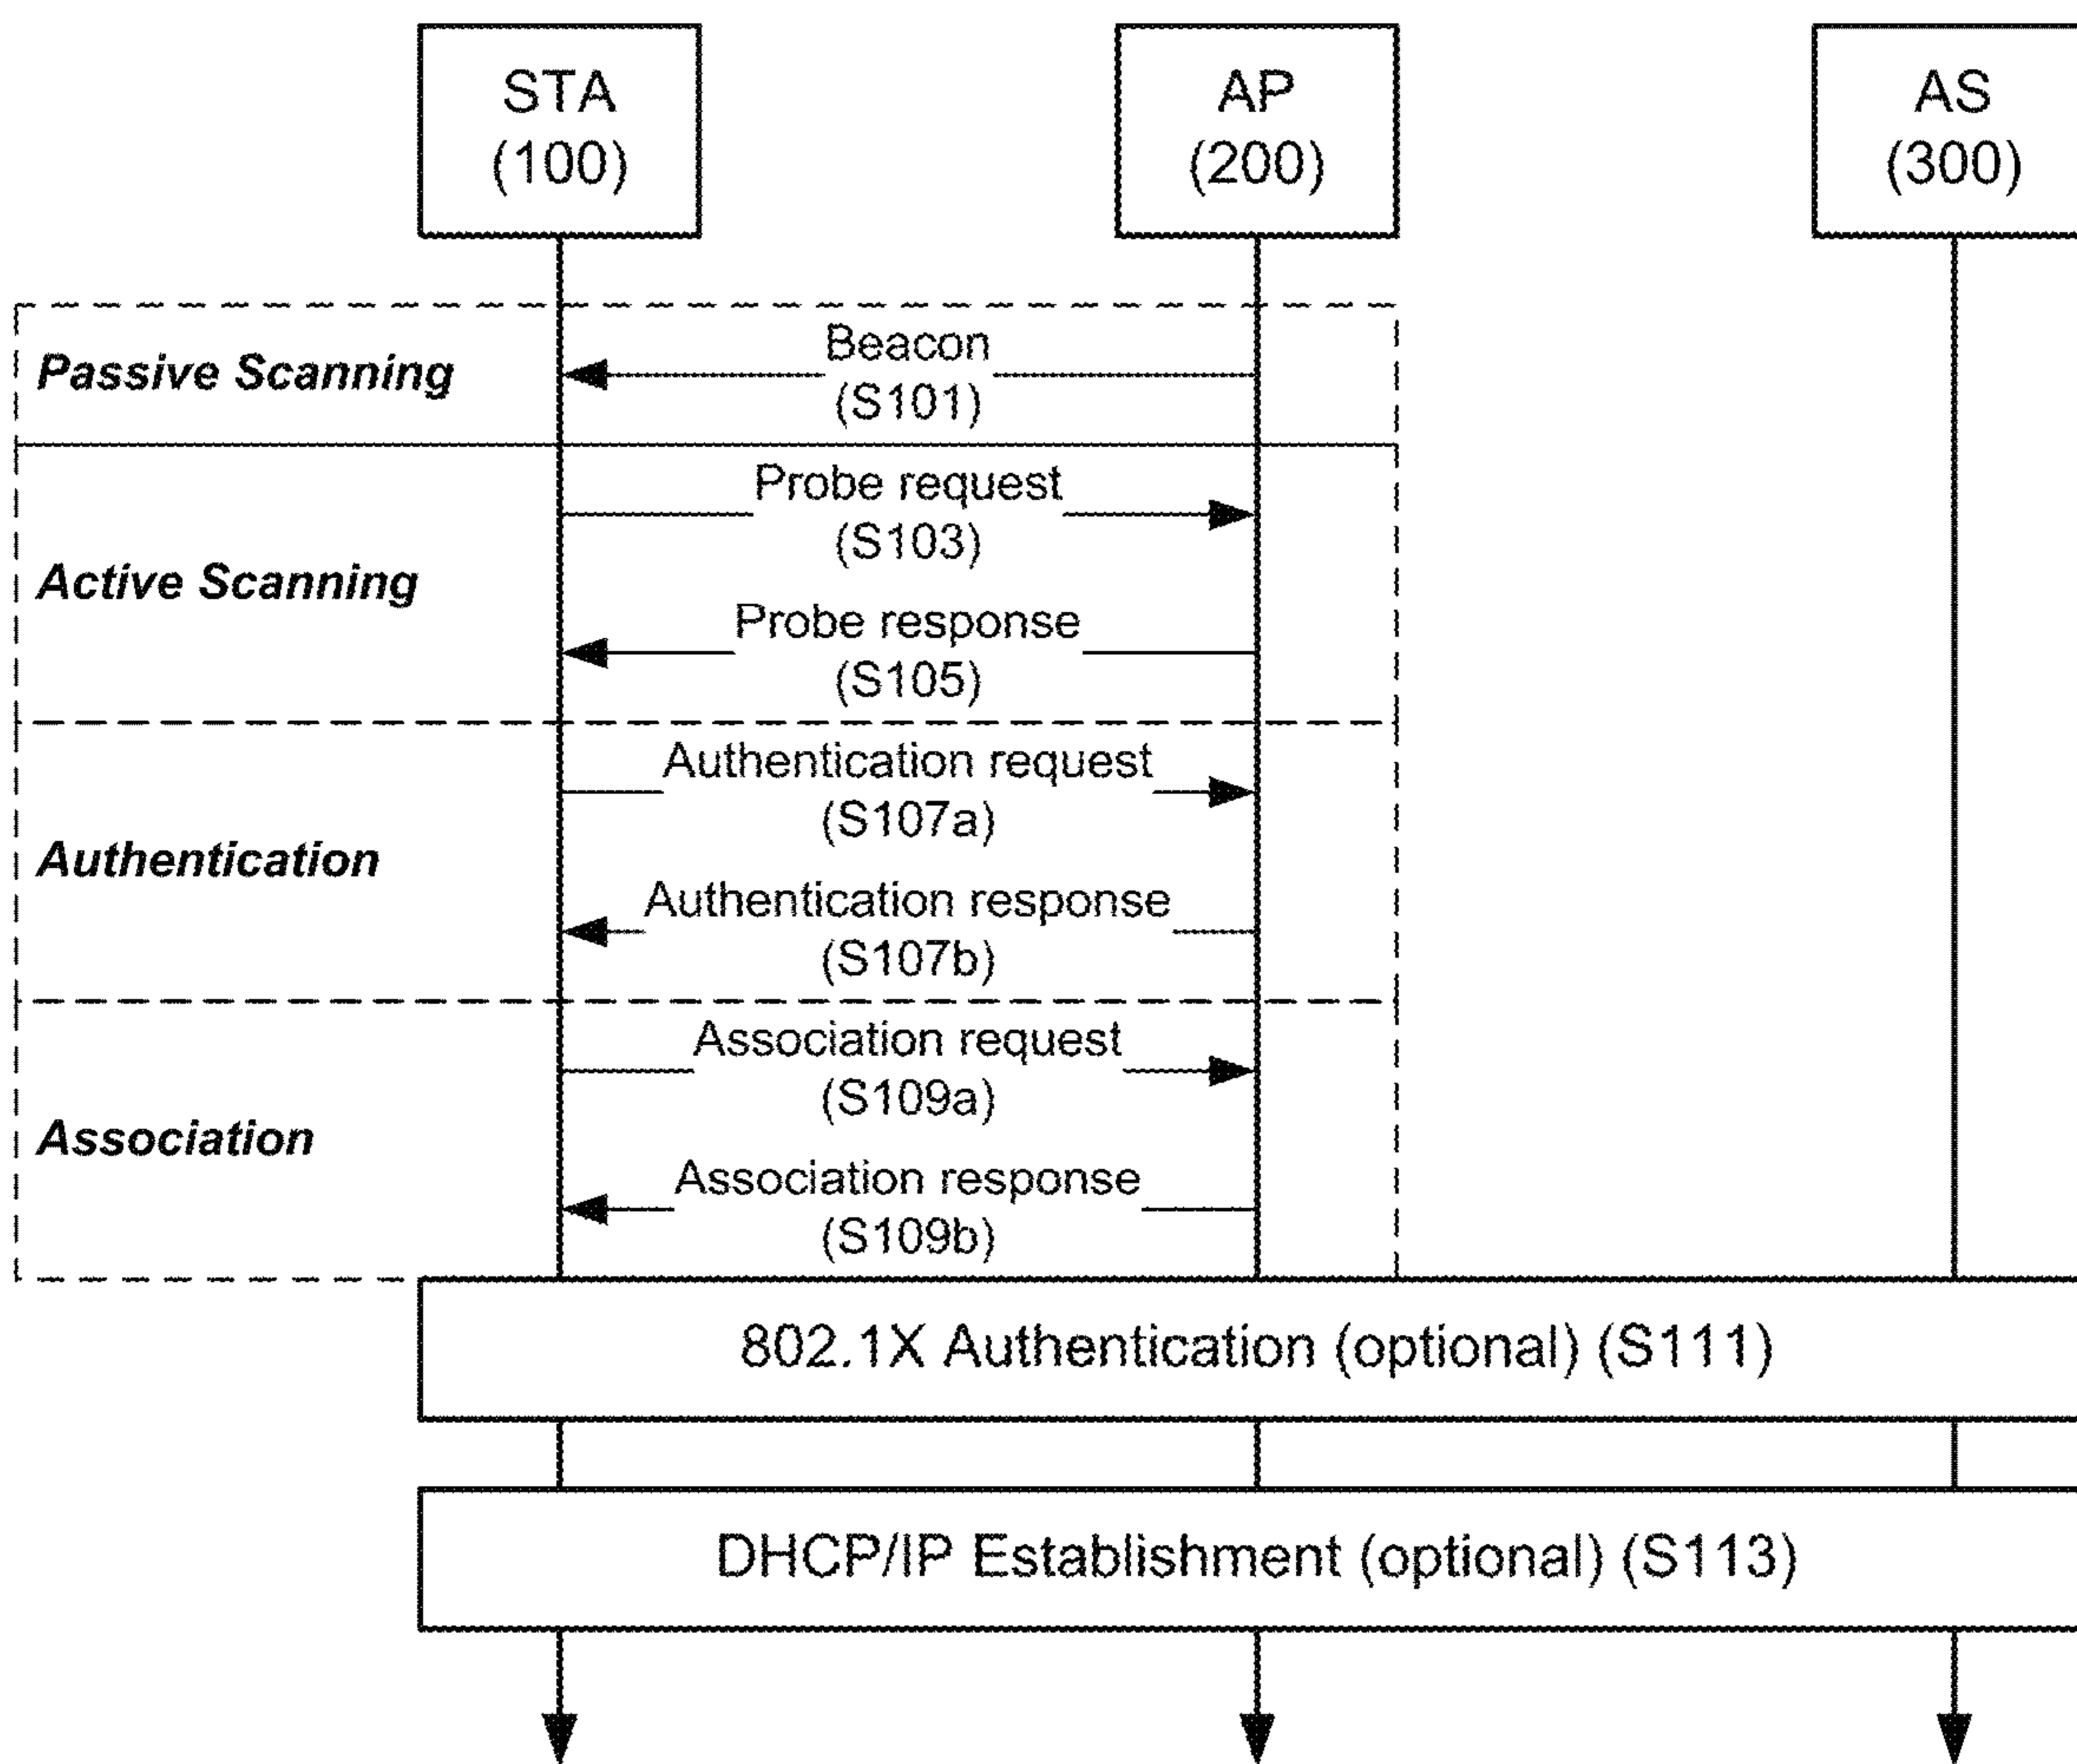 STA
(100)
AP
(200)
AS
(300)
Passive Scanning
Beacon
(S101)
Active Scanning
Probe request
(S103)
Probe response
(S105)
Authentication
Authentication request
(S107a)
Authentication response
(S107b)
Association
Association request
(S109a)
Association response
(S109b)
802.1X Authentication (optional) (S111)
DHCP/IP Establishment (optional) (S113)